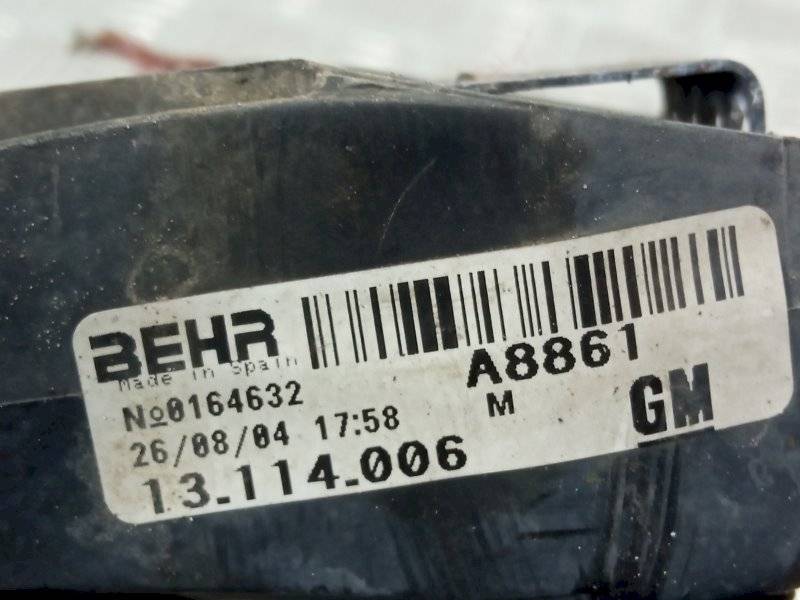 BEHR
Made in Spain
A8861
Nº0164632
M
26/08/04 17:58
GM
13.114.006